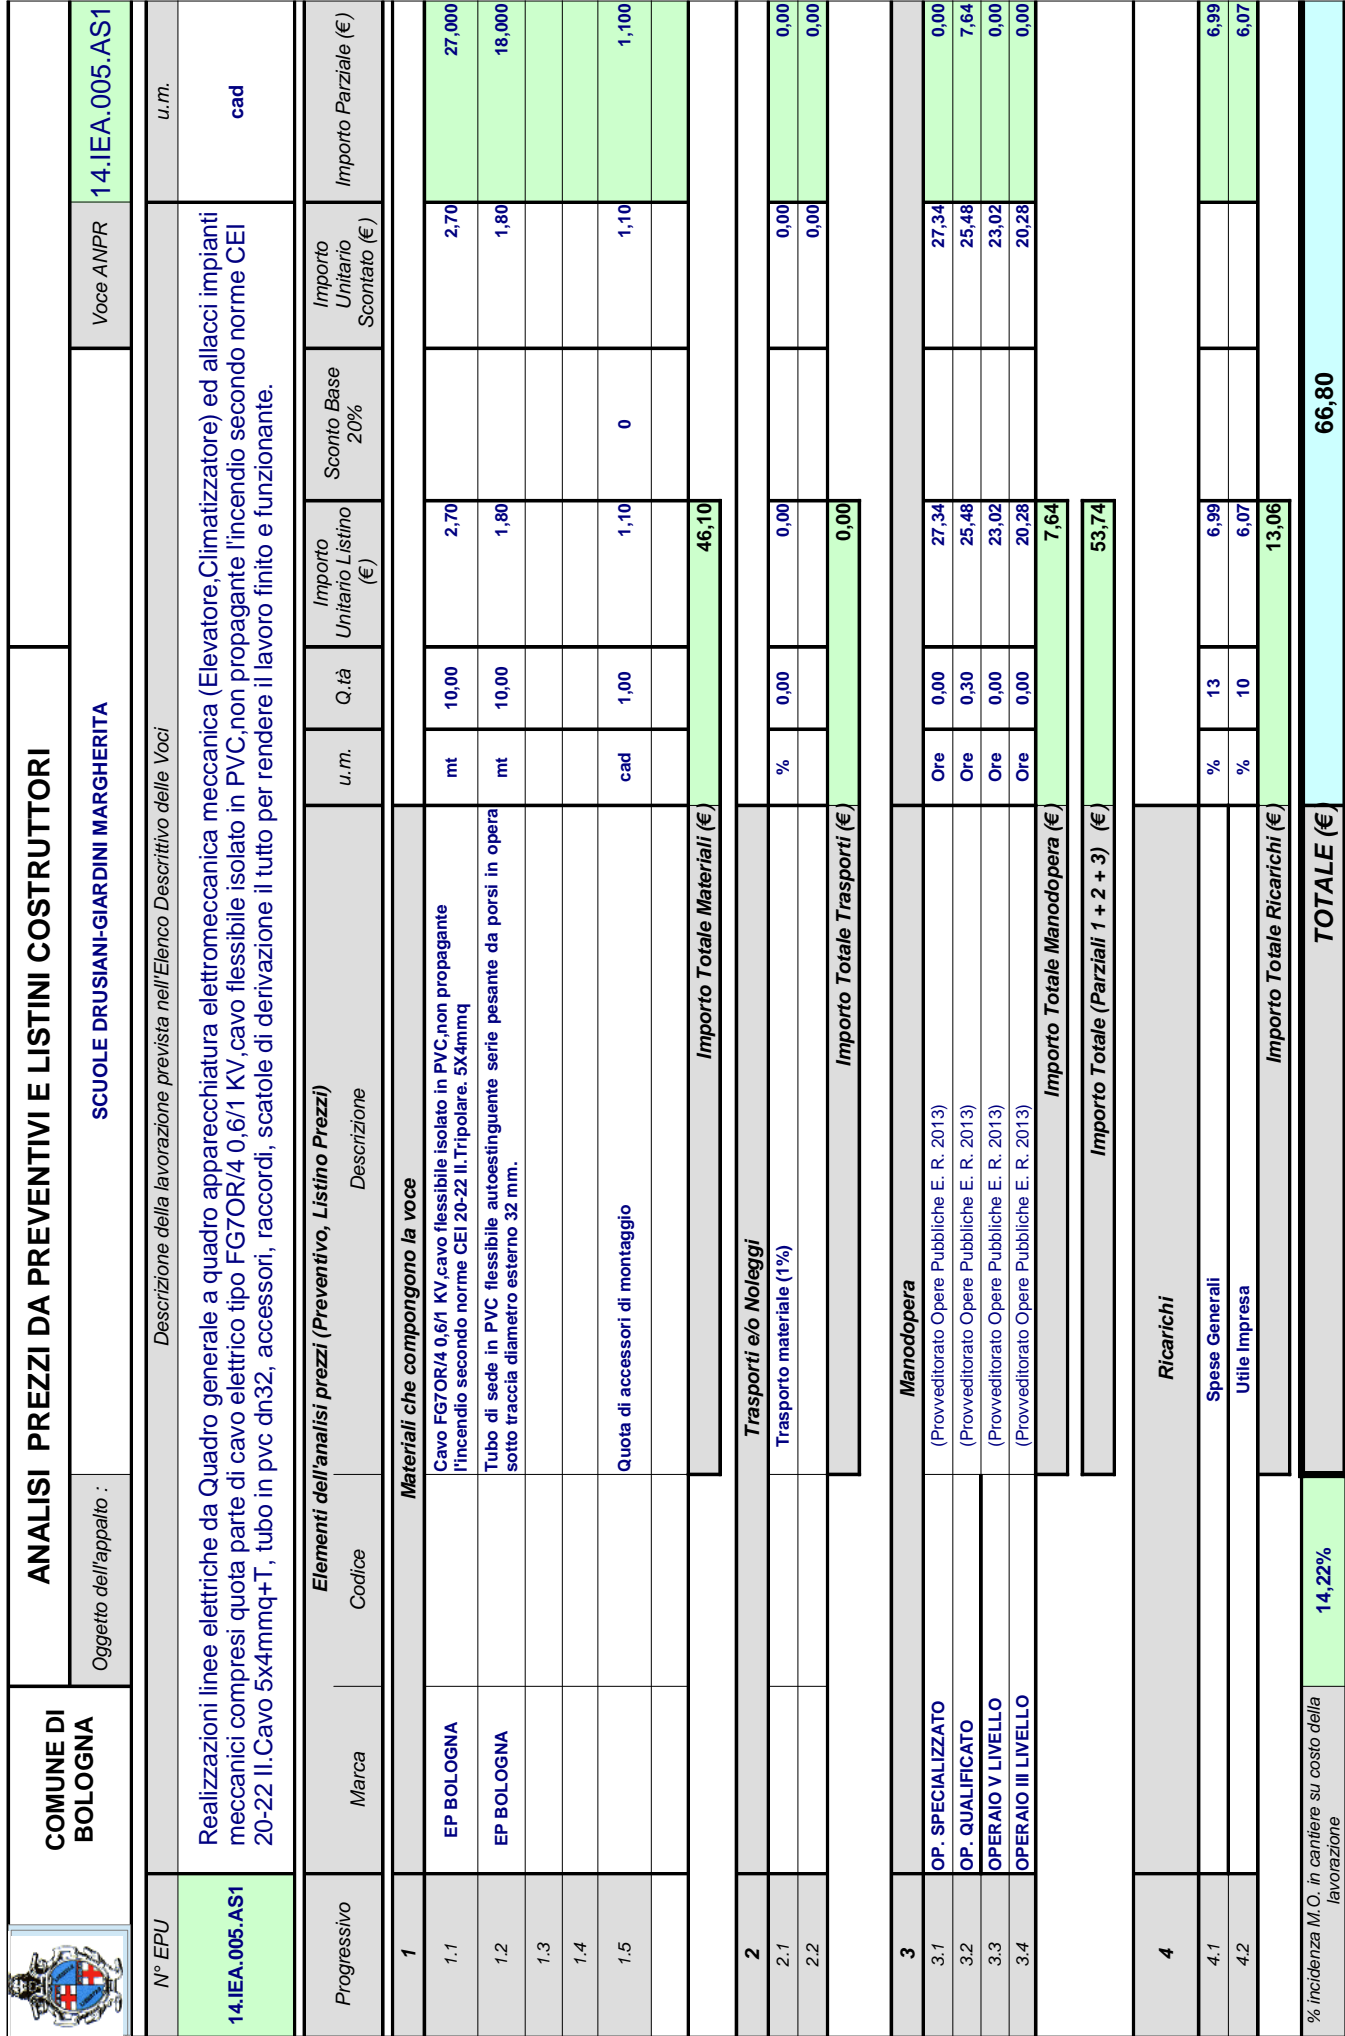 COMUNE DI
BOLOGNA
ANALISI PREZZI DA PREVENTIVI E LISTINI COSTRUTTORI
Oggetto dell'appalto :
SCUOLE DRUSIANI-GIARDINI MARGHERITA
Voce ANPR
14.IEA.005.AS1
N° EPU
Descrizione della lavorazione prevista nell'Elenco Descrittivo delle Voci
u.m.
14.IEA.005.AS1
Realizzazioni linee elettriche da Quadro generale a quadro apparecchiatura elettromeccanica meccanica (Elevatore,Climatizzatore) ed allacci impianti
meccanici compresi quota parte di cavo elettrico tipo FG7OR/4 0,6/1 KV,cavo flessibile isolato in PVC,non propagante l'incendio secondo norme CEI
20-22 II.Cavo 5x4mmq+T, tubo in pvc dn32, accessori, raccordi, scatole di derivazione il tutto per rendere il lavoro finito e funzionante.
cad
Elementi dell'analisi prezzi (Preventivo, Listino Prezzi)
Progressivo
Marca
Codice
Descrizione
u.m.
Q.tà
Importo
Unitario Listino
(€)
Sconto Base
20%
Importo
Unitario
Scontato (€)
Importo Parziale (€)
1
Materiali che compongono la voce
1.1
EP BOLOGNA
Cavo FG7OR/4 0,6/1 KV,cavo flessibile isolato in PVC,non propagante
l'incendio secondo norme CEI 20-22 II.Tripolare. 5X4mmq
mt
10,00
2,70
2,70
27,000
1.2
EP BOLOGNA
Tubo di sede in PVC flessibile autoestinguente serie pesante da porsi in opera
sotto traccia diametro esterno 32 mm.
mt
10,00
1,80
1,80
18,000
1.3
1.4
1.5
Quota di accessori di montaggio
cad
1,00
1,10
0
1,10
1,100
Importo Totale Materiali (€)
46,10
2
Trasporti e/o Noleggi
2.1
Trasporto materiale (1%)
%
0,00
0,00
0,00
0,00
2.2
0,00
0,00
Importo Totale Trasporti (€)
0,00
3
Manodopera
3.1
OP. SPECIALIZZATO
(Provveditorato Opere Pubbliche E. R. 2013)
Ore
0,00
27,34
27,34
0,00
3.2
OP. QUALIFICATO
(Provveditorato Opere Pubbliche E. R. 2013)
Ore
0,30
25,48
25,48
7,64
3.3
OPERAIO V LIVELLO
(Provveditorato Opere Pubbliche E. R. 2013)
Ore
0,00
23,02
23,02
0,00
3.4
OPERAIO III LIVELLO
(Provveditorato Opere Pubbliche E. R. 2013)
Ore
0,00
20,28
20,28
0,00
Importo Totale Manodopera (€)
7,64
Importo Totale (Parziali 1 + 2 + 3) (€)
53,74
4
Ricarichi
4.1
Spese Generali
%
13
6,99
6,99
4.2
Utile Impresa
%
10
6,07
6,07
Importo Totale Ricarichi (€)
13,06
% incidenza M.O. in cantiere su costo della
lavorazione
14,22%
TOTALE (€)
66,80